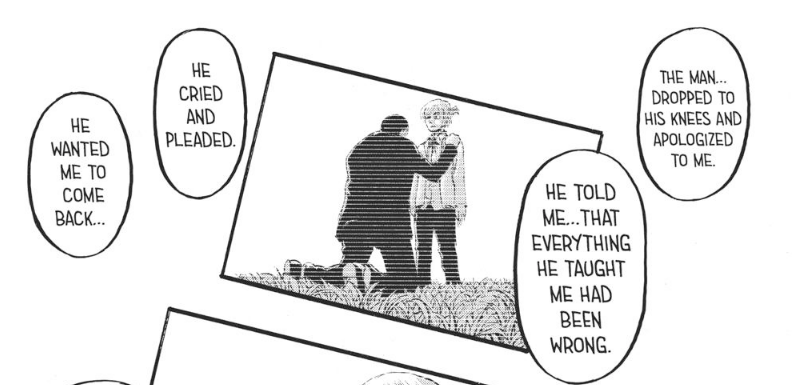 THE MAN...
DROPPED TO
HIS KNEES AND
APOLOGIZED
TO ME.
HE TOLD
ME...THAT
EVERYTHING
HE TAUGHT
ME HAD
BEEN
WRONG.
HE
CRIED
AND
PLEADED.
HE
WANTED
ME TO
COME
BACK...